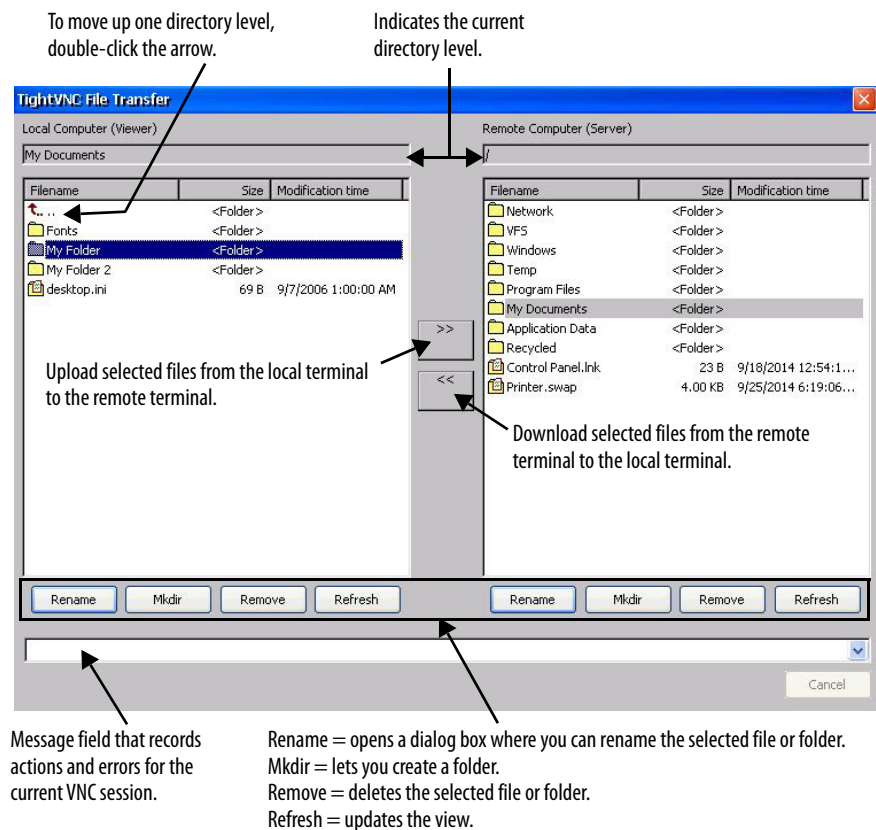 To move up one directory level,
double-click the arrow.
Indicates the current
directory level.
TightVNC File Transfer
Local Computer (Viewer)
Remote Computer (Server)
My Documents
/
Filename Size Modification time
.. <Folder>
Fonts <Folder>
My Folder <Folder>
My Folder 2 <Folder>
desktop.ini 69 B 9/7/2006 1:00:00 AM
Filename Size Modification time
Network <Folder>
VFS <Folder>
Windows <Folder>
Temp <Folder>
Program Files <Folder>
My Documents <Folder>
Application Data <Folder>
Recycled <Folder>
Control Panel.lnk 23 B 9/18/2014 12:54:1...
Printer.swap 4.00 KB 9/25/2014 6:19:06...
>>
<<
Upload selected files from the local terminal
to the remote terminal.
Download selected files from the remote
terminal to the local terminal.
Rename Mkdir Remove Refresh
Rename Mkdir Remove Refresh
Cancel
Message field that records
actions and errors for the
current VNC session.
Rename = opens a dialog box where you can rename the selected file or folder.
Mkdir = lets you create a folder.
Remove = deletes the selected file or folder.
Refresh = updates the view.